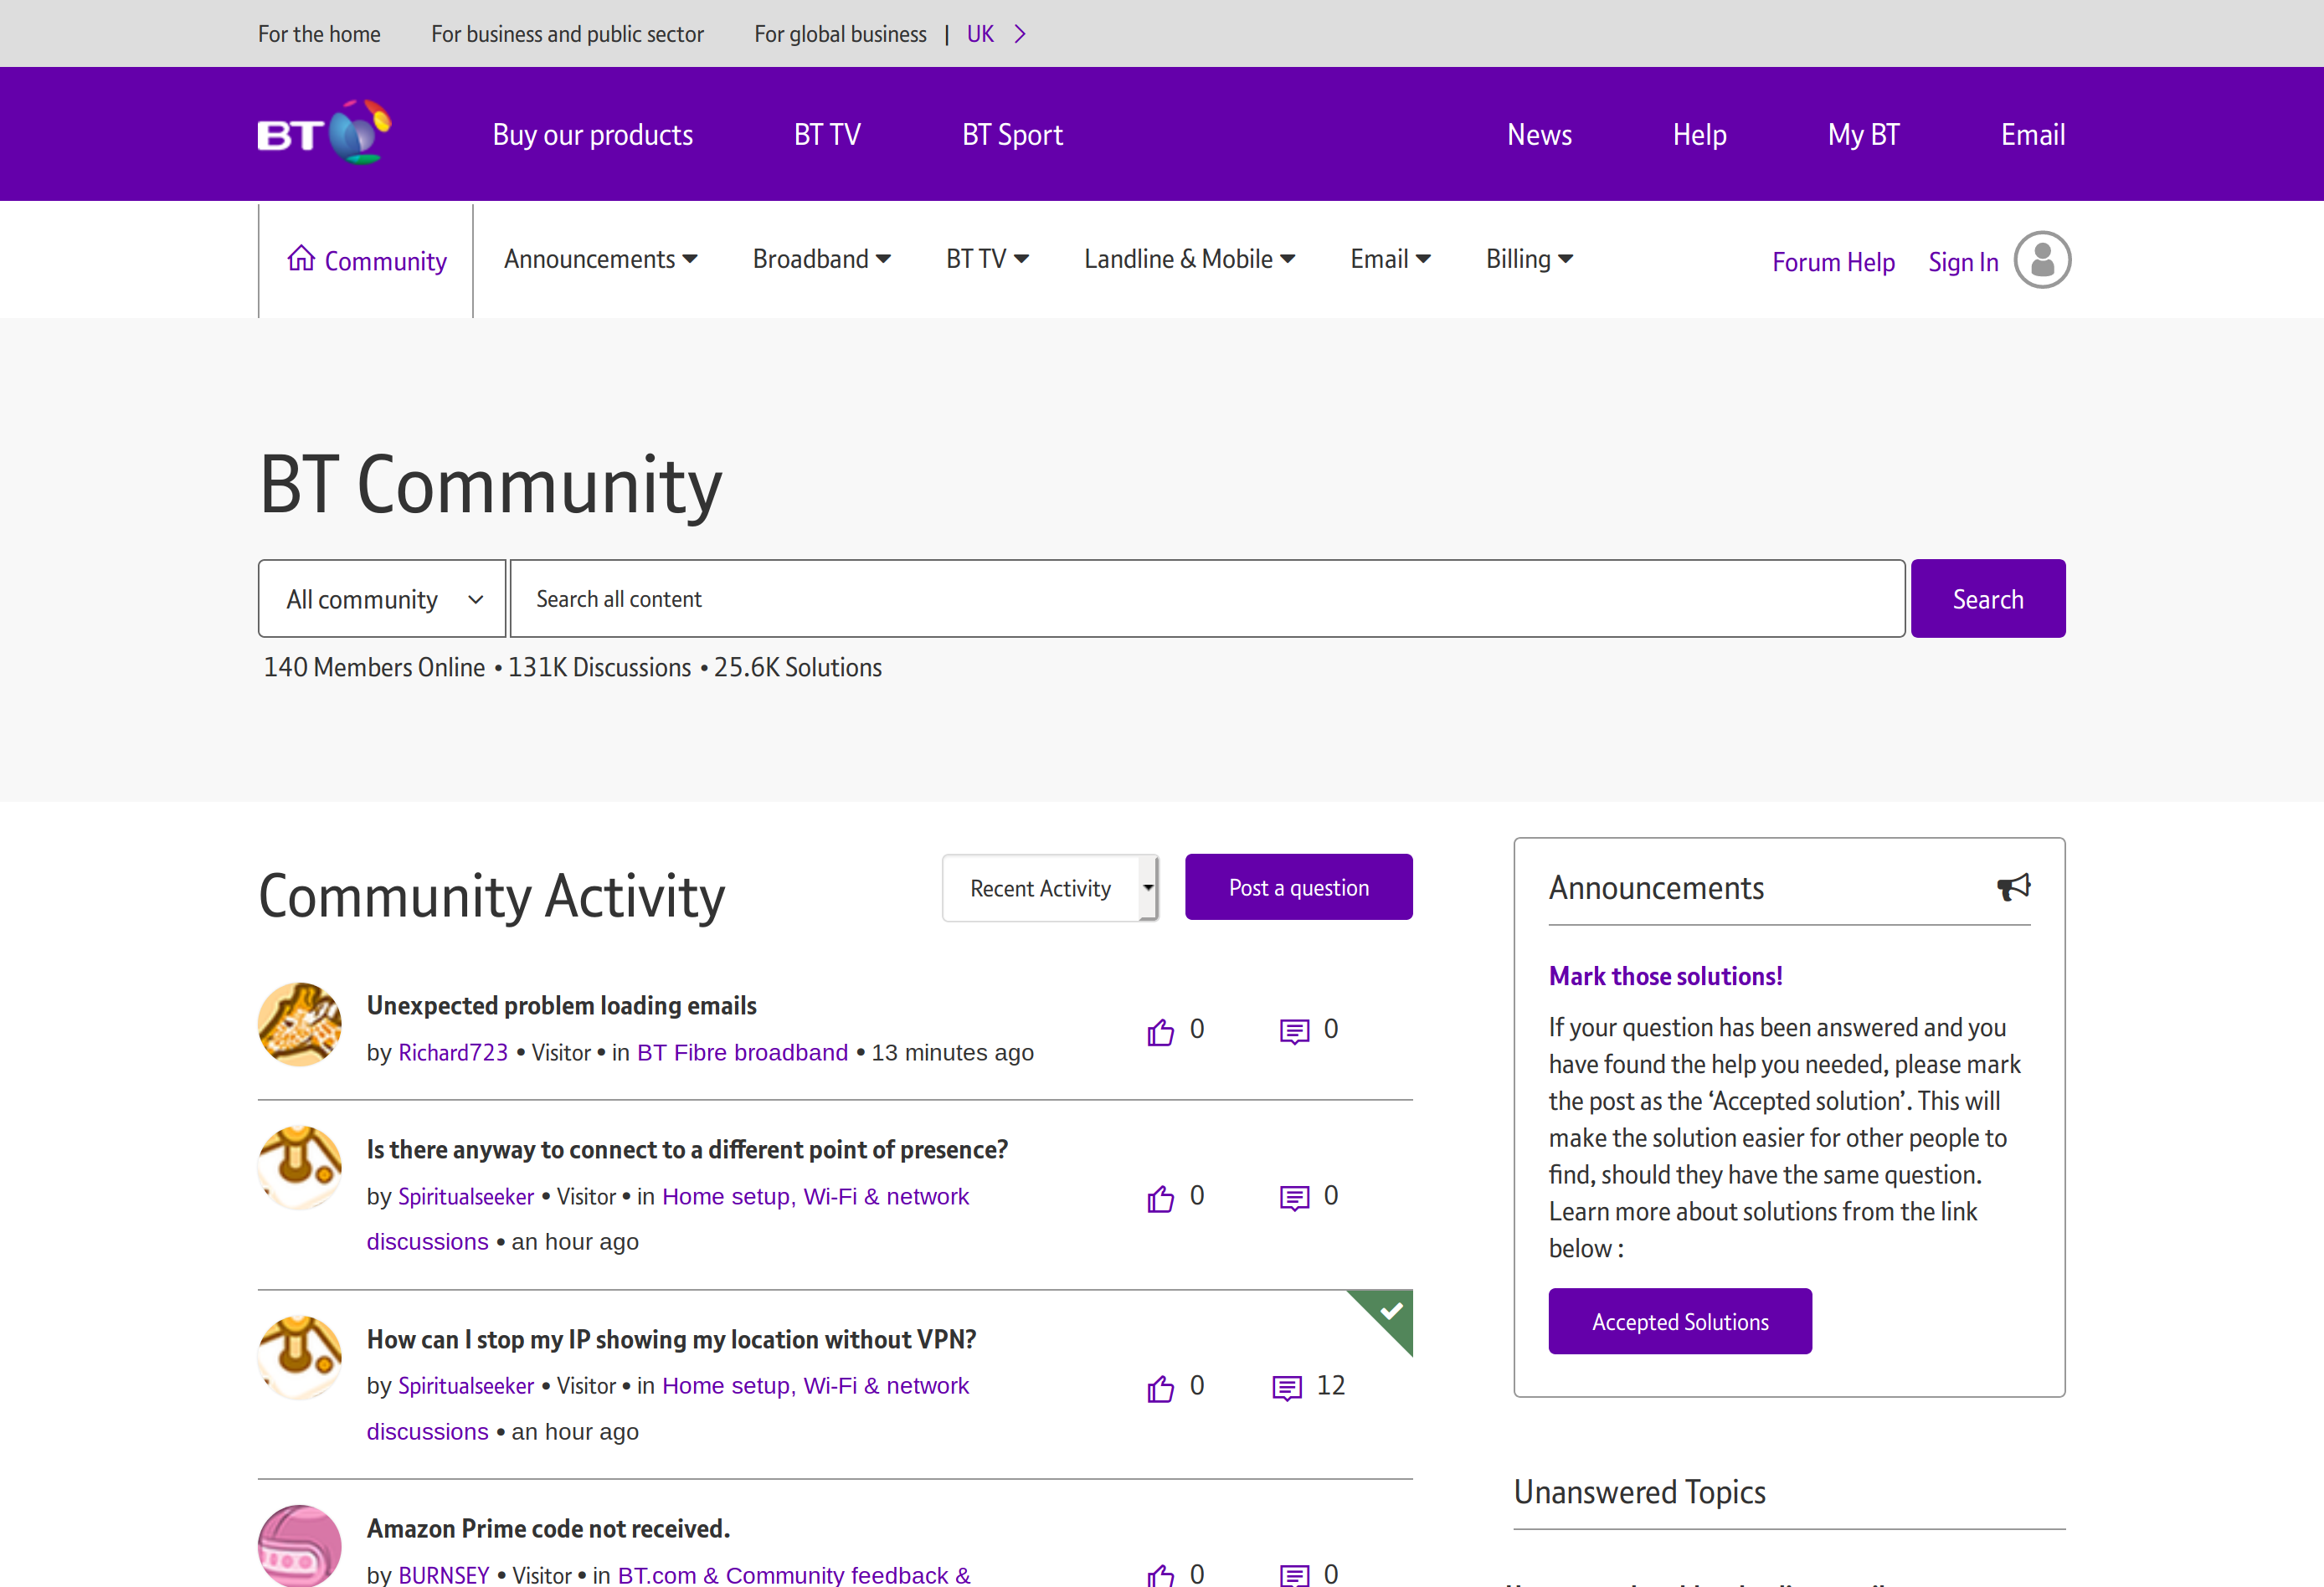 For the home For business and public sector For global business | UK
BT Buy our products BT TV BT Sport News Help My BT Email
Community Announcements Broadband BT TV Landline & Mobile Email Billing Forum Help Sign In
BT Community
All community Search all content Search
140 Members Online • 131K Discussions • 25.6K Solutions
Community Activity
Recent Activity Post a question
Unexpected problem loading emails
by Richard723 • Visitor • in BT Fibre broadband • 13 minutes ago
0 0
Is there anyway to connect to a different point of presence?
by Spiritualseeker • Visitor • in Home setup, Wi-Fi & network
discussions • an hour ago
0 0
How can I stop my IP showing my location without VPN?
by Spiritualseeker • Visitor • in Home setup, Wi-Fi & network
discussions • an hour ago
0 12
Amazon Prime code not received.
by BURNSEY • Visitor • in BT.com & Community feedback &
0 0
Announcements
Mark those solutions!
If your question has been answered and you
have found the help you needed, please mark
the post as the ‘Accepted solution’. This will
make the solution easier for other people to
find, should they have the same question.
Learn more about solutions from the link
below :
Accepted Solutions
Unanswered Topics